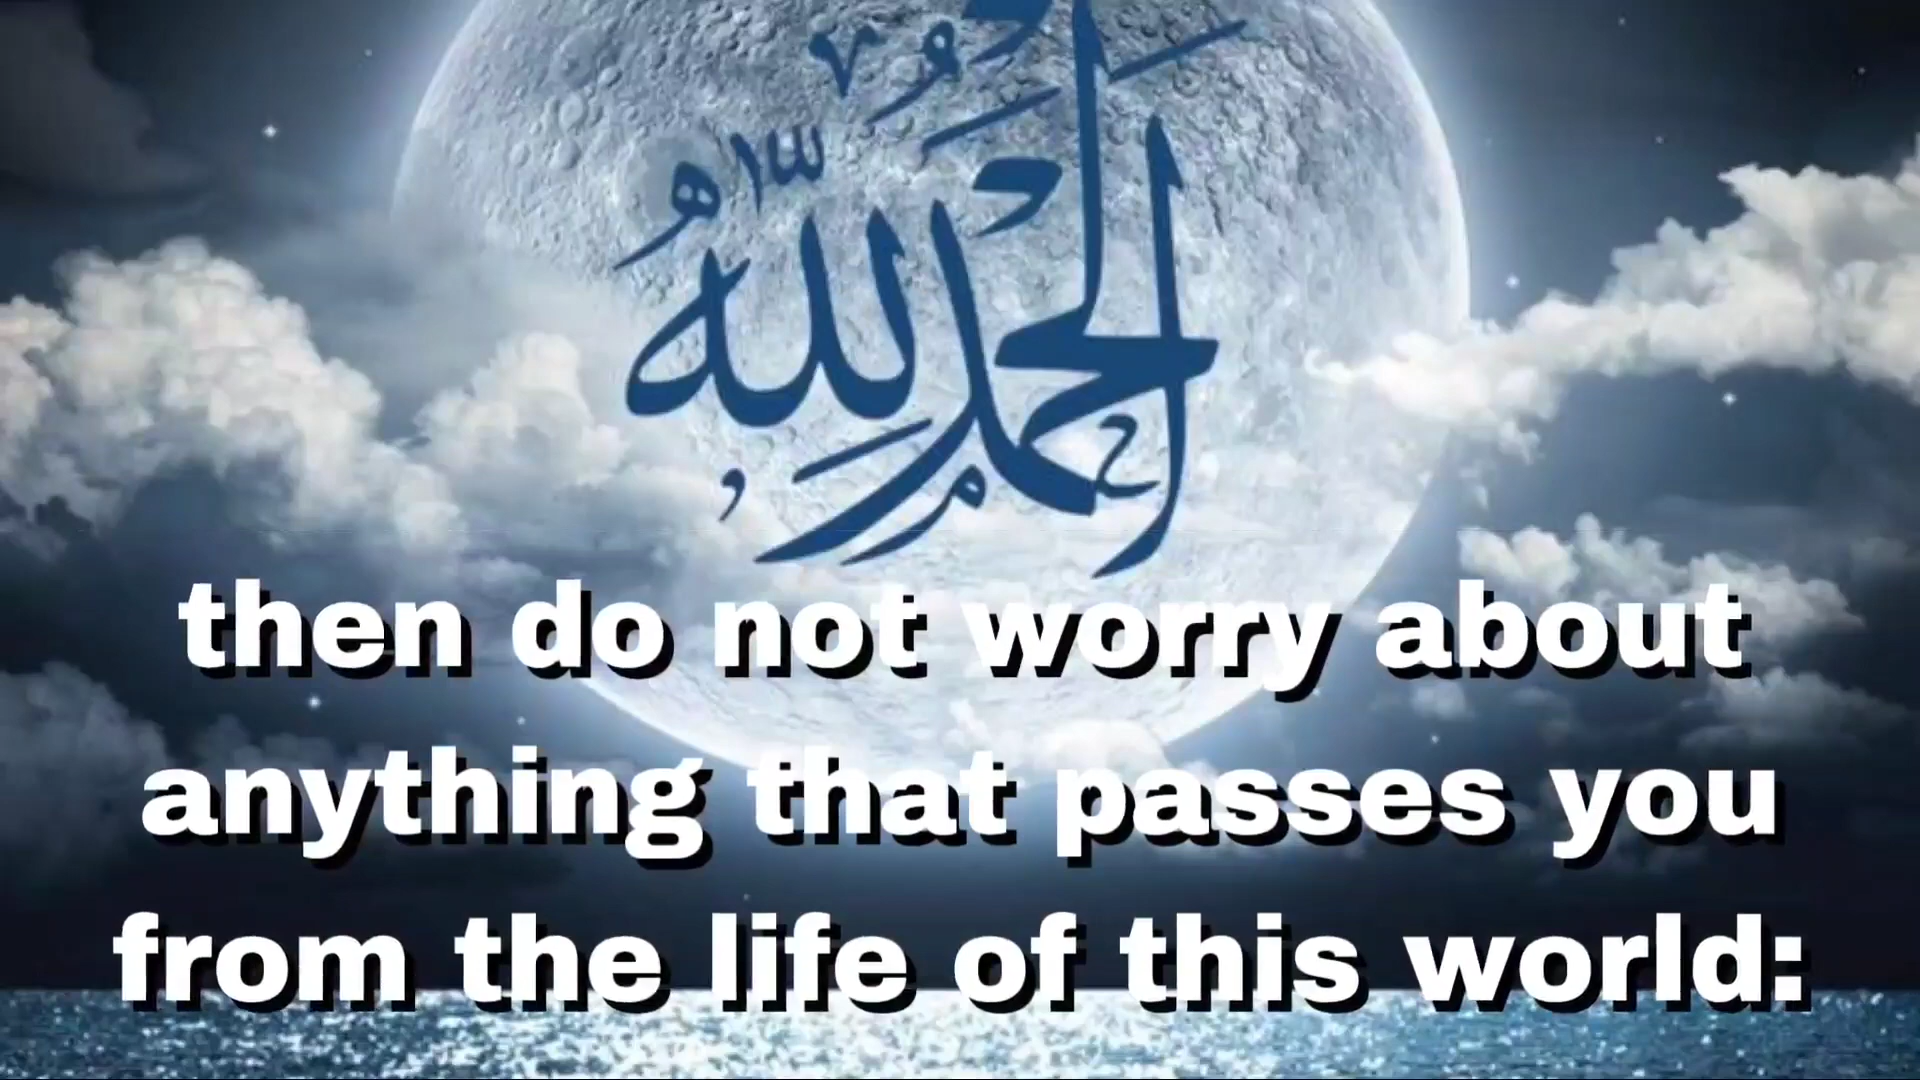 الحمد لله
then do not worry about
anything that passes you
from the life of this world: